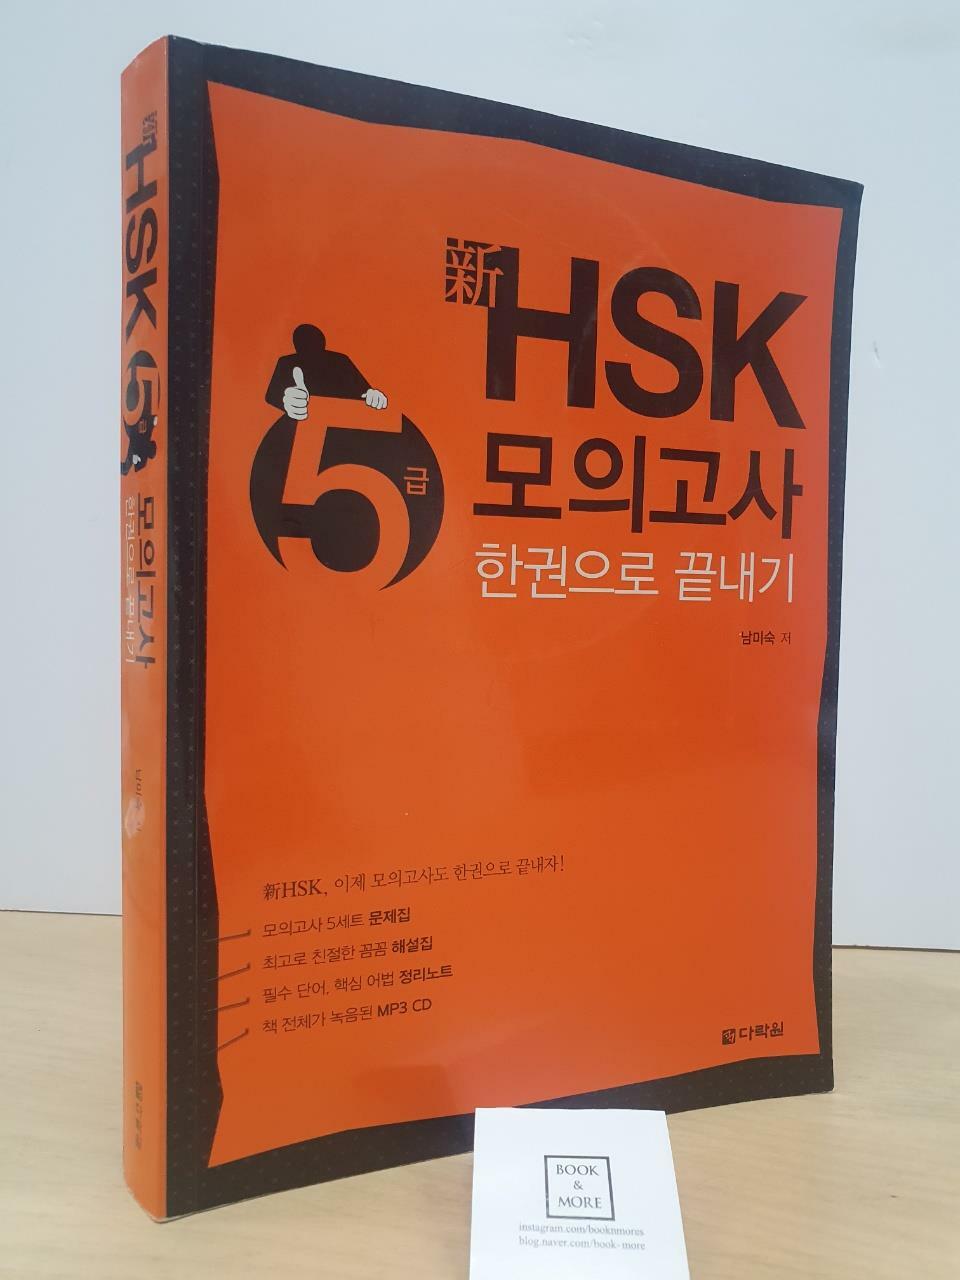 新HSK
5급
모의고사
한권으로 끝내기
남미숙 저
新HSK, 이제 모의고사도 한권으로 끝내자!
모의고사 5세트 문제집
최고로 친절한 꼼꼼 해설집
필수 단어, 핵심 어법 정리노트
책 전체가 녹음된 MP3 CD
다락원
新HSK 5급 모의고사
한권으로 끝내기
BOOK
&
MORE
instagram.com/booknmores
blog.naver.com/book-more